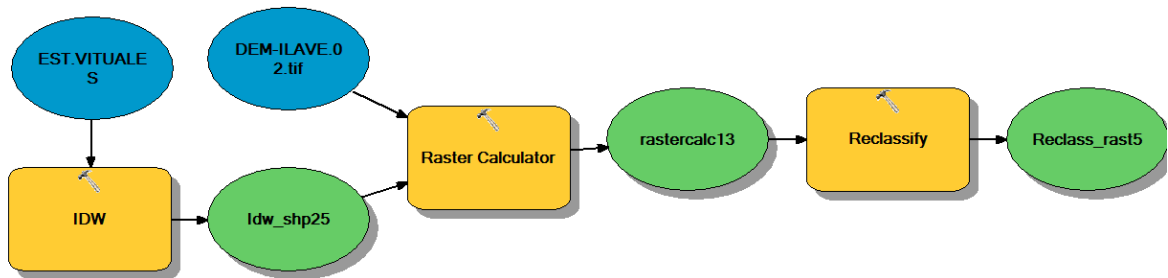 EST.VITUALE
S
DEM-ILAVE.0
2.tif
IDW
Idw_shp25
Raster Calculator
rastercalc13
Reclassify
Reclass_rast5